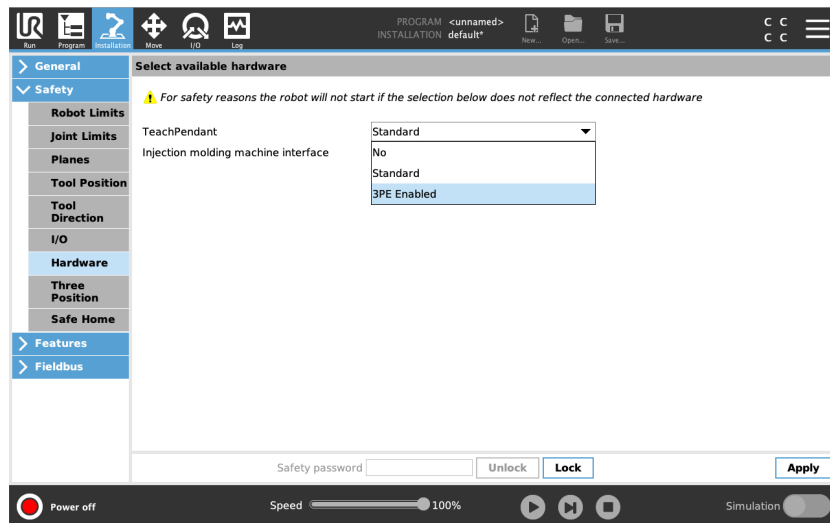 UR
PROGRAM <unnamed>
INSTALLATION default*
Run Program Installation Move I/O Log
New... Open... Save...
C C
C C
General
Safety
Robot Limits
Joint Limits
Planes
Tool Position
Tool
Direction
I/O
Hardware
Three
Position
Safe Home
Features
Fieldbus
Select available hardware
For safety reasons the robot will not start if the selection below does not reflect the connected hardware
TeachPendant Standard
Injection molding machine interface No
Standard
3PE Enabled
Safety password Unlock Lock Apply
Power off Speed 100% Simulation